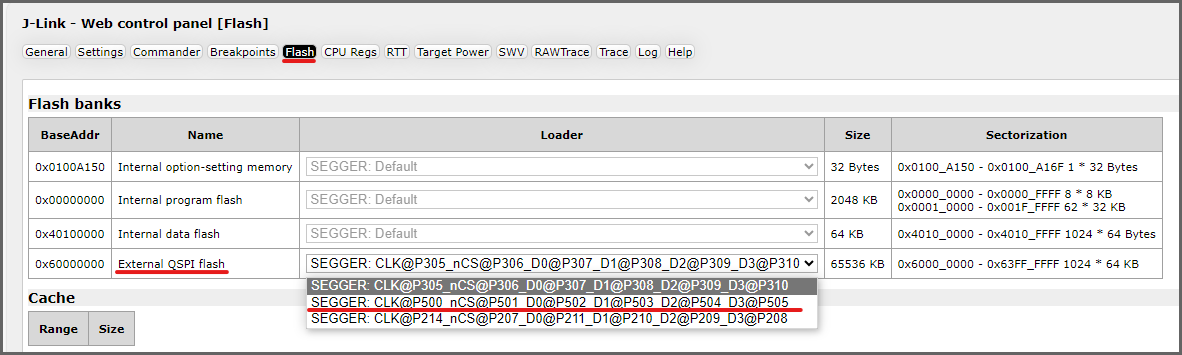 J-Link - Web control panel [Flash]
General Settings Commander Breakpoints Flash CPU Regs RTT Target Power SWV RAWTrace Trace Log Help
Flash banks
BaseAddr Name Loader Size Sectorization
0x0100A150 Internal option-setting memory SEGGER: Default 32 Bytes 0x0100_A150 - 0x0100_A16F 1 * 32 Bytes
0x00000000 Internal program flash SEGGER: Default 2048 KB 0x0000_0000 - 0x0000_FFFF 8 * 8 KB
0x0001_0000 - 0x001F_FFFF 62 * 32 KB
0x40100000 Internal data flash SEGGER: Default 64 KB 0x4010_0000 - 0x4010_FFFF 1024 * 64 Bytes
0x60000000 External QSPI flash SEGGER: CLK@P305_nCS@P306_D0@P307_D1@P308_D2@P309_D3@P310 65536 KB 0x6000_0000 - 0x63FF_FFFF 1024 * 64 KB
SEGGER: CLK@P305_nCS@P306_D0@P307_D1@P308_D2@P309_D3@P310
SEGGER: CLK@P500_nCS@P501_D0@P502_D1@P503_D2@P504_D3@P505
SEGGER: CLK@P214_nCS@P207_D0@P211_D1@P210_D2@P209_D3@P208
Cache
Range Size